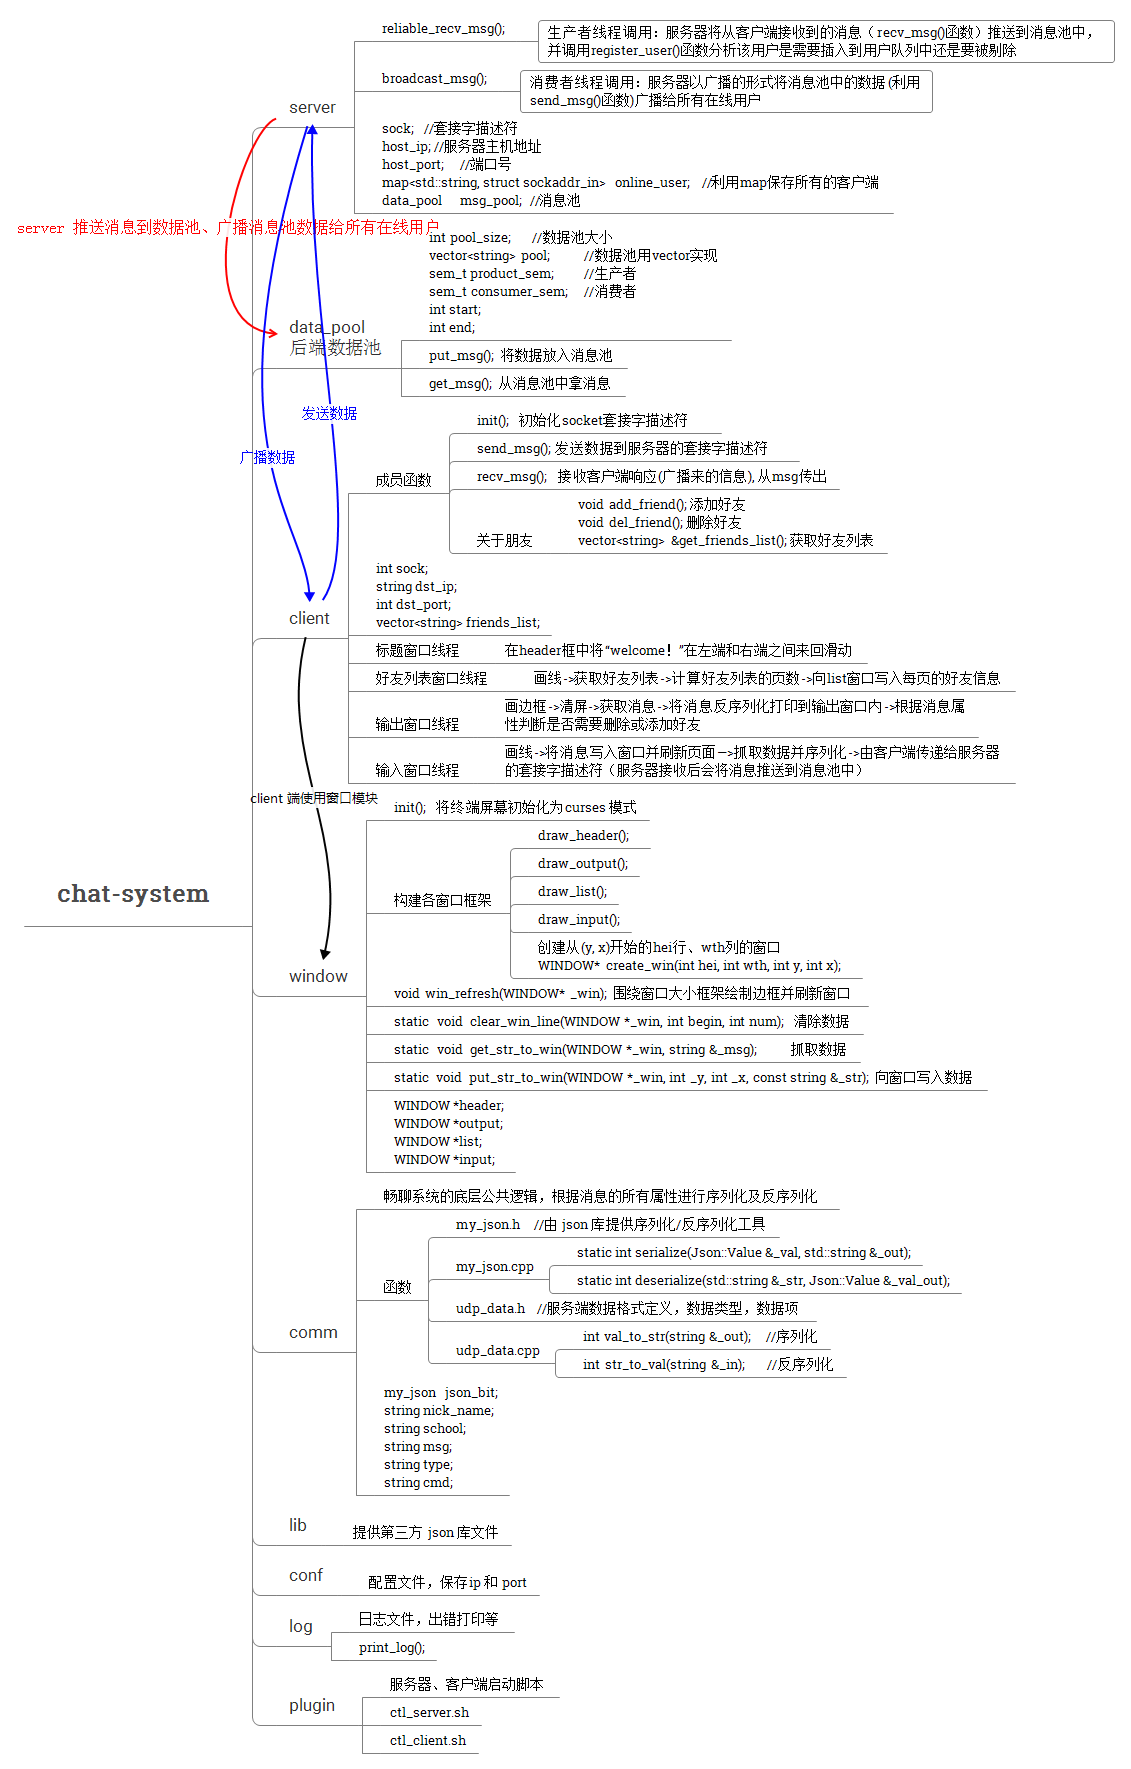 chat-system
server
reliable_recv_msg();
生产者线程调用：服务器将从客户端接收到的消息（ recv_msg()函数）推送到消息池中，
并调用register_user()函数分析该用户是需要插入到用户队列中还是要被剔除
broadcast_msg();
消费者线程调用：服务器以广播的形式将消息池中的数据 (利用
send_msg()函数)广播给所有在线用户
sock; //套接字描述符
host_ip; //服务器主机地址
host_port; //端口号
map<std::string, struct sockaddr_in> online_user; //利用map保存所有的客户端
data_pool msg_pool; //消息池
server 推送消息到数据池、广播消息池数据给所有在线用户
data_pool
后端数据池
int pool_size; //数据池大小
vector<string> pool; //数据池用vector实现
sem_t product_sem; //生产者
sem_t consumer_sem; //消费者
int start;
int end;
put_msg(); 将数据放入消息池
get_msg(); 从消息池中拿消息
发送数据
广播数据
client
成员函数
init(); 初始化socket套接字描述符
send_msg(); 发送数据到服务器的套接字描述符
recv_msg(); 接收客户端响应(广播来的信息), 从msg传出
关于朋友
void add_friend(); 添加好友
void del_friend(); 删除好友
vector<string> &get_friends_list(); 获取好友列表
int sock;
string dst_ip;
int dst_port;
vector<string> friends_list;
标题窗口线程 在header框中将“welcome！”在左端和右端之间来回滑动
好友列表窗口线程 画线->获取好友列表->计算好友列表的页数->向list窗口写入每页的好友信息
输出窗口线程
画边框->清屏->获取消息->将消息反序列化打印到输出窗口内->根据消息属
性判断是否需要删除或添加好友
输入窗口线程
画线->将消息写入窗口并刷新页面—>抓取数据并序列化->由客户端传递给服务器
的套接字描述符（服务器接收后会将消息推送到消息池中）
client 端使用窗口模块
window
init(); 将终端屏幕初始化为curses 模式
构建各窗口框架
draw_header();
draw_output();
draw_list();
draw_input();
创建从(y, x)开始的hei行、wth列的窗口
WINDOW* create_win(int hei, int wth, int y, int x);
void win_refresh(WINDOW* _win); 围绕窗口大小框架绘制边框并刷新窗口
static void clear_win_line(WINDOW *_win, int begin, int num); 清除数据
static void get_str_to_win(WINDOW *_win, string &_msg); 抓取数据
static void put_str_to_win(WINDOW *_win, int _y, int _x, const string &_str); 向窗口写入数据
WINDOW *header;
WINDOW *output;
WINDOW *list;
WINDOW *input;
comm
畅聊系统的底层公共逻辑，根据消息的所有属性进行序列化及反序列化
函数
my_json.h //由 json 库提供序列化/反序列化工具
my_json.cpp
static int serialize(Json::Value &_val, std::string &_out);
static int deserialize(std::string &_str, Json::Value &_val_out);
udp_data.h //服务端数据格式定义，数据类型，数据项
udp_data.cpp
int val_to_str(string &_out); //序列化
int str_to_val(string &_in); //反序列化
my_json json_bit;
string nick_name;
string school;
string msg;
string type;
string cmd;
lib
提供第三方 json 库文件
conf
配置文件，保存ip 和 port
log
日志文件，出错打印等
print_log();
plugin
服务器、客户端启动脚本
ctl_server.sh
ctl_client.sh